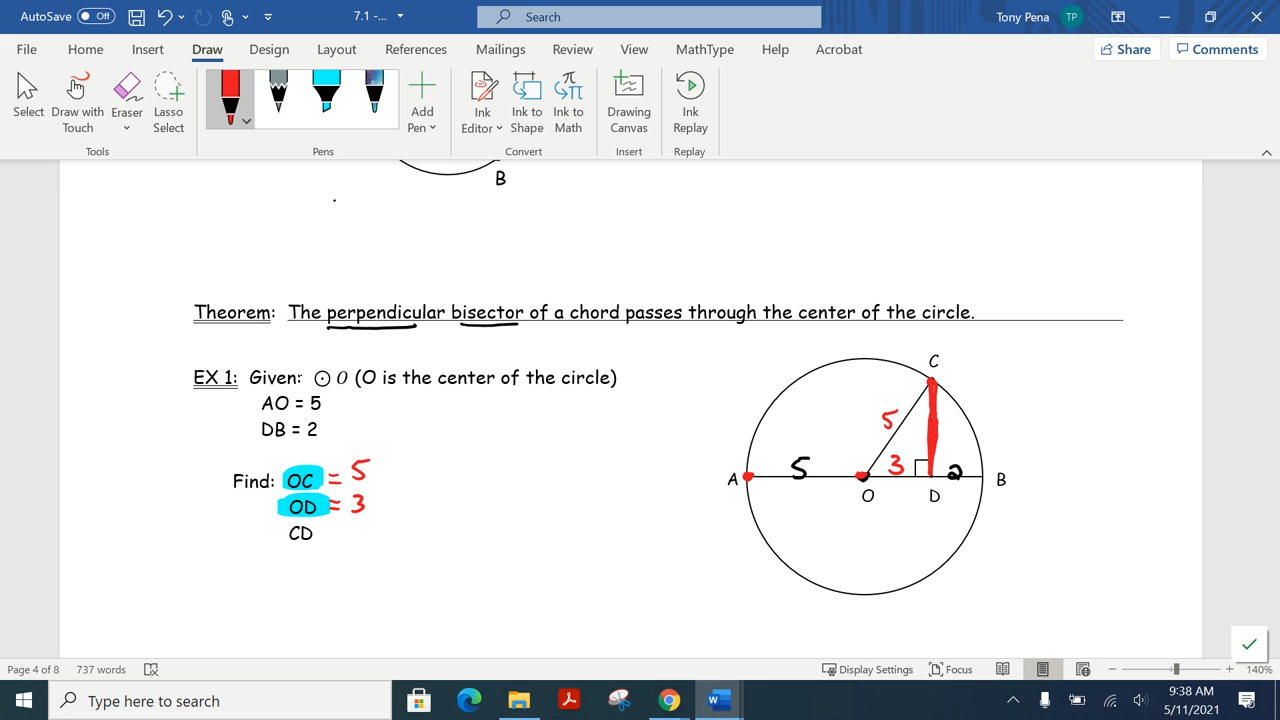 AutoSave Off 7.1 -... Search Tony Pena TP
File Home Insert Draw Design Layout References Mailings Review View MathType Help Acrobat Share Comments
Select Draw with Touch Eraser Lasso Select Add Pen Ink Editor Ink to Shape Ink to Math Drawing Canvas Ink Replay
Tools Pens Convert Insert Replay
B
Theorem: The perpendicular bisector of a chord passes through the center of the circle.
EX 1: Given: ⊙ O (O is the center of the circle)
AO = 5
DB = 2
Find: OC = 5
OD = 3
CD
C
5
A 5 3 2 B
O D
Page 4 of 8 737 words Display Settings Focus 140%
Type here to search 9:38 AM
5/11/2021